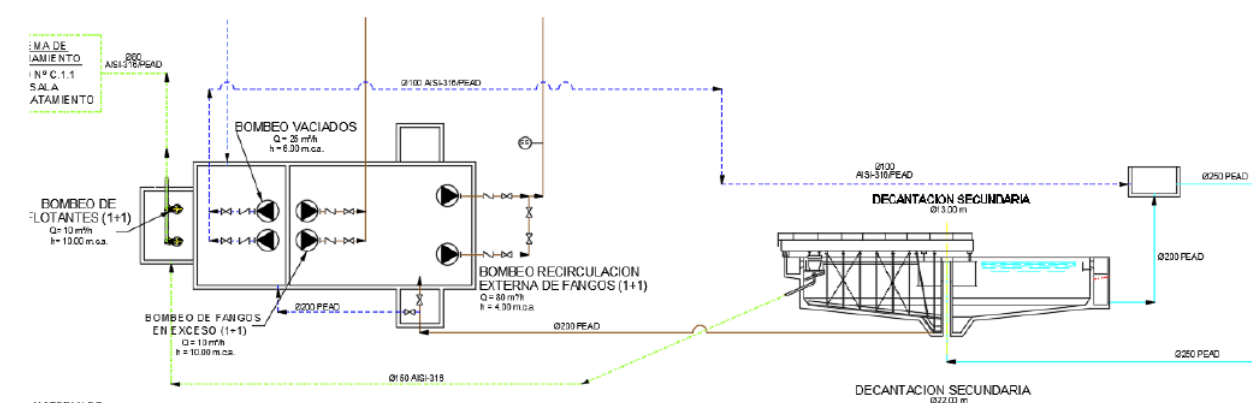 EMA DE
AMIENTO
Nº C.1.1
SALA
ATAMIENTO
Ø80
AISI-316/PEAD
Ø100 AISI-316/PEAD
BOMBEO VACIADOS
Q = 25 m³/h
h = 6.00 m.c.a.
SS
BOMBEO DE
FLOTANTES (1+1)
Q= 10 m³/h
h= 10.00 m.c.a.
Ø100
AISI-316/PEAD
Ø250 PEAD
DECANTACION SECUNDARIA
Ø13.00 m
Ø200 PEAD
BOMBEO RECIRCULACION
EXTERNA DE FANGOS (1+1)
Q = 80 m³/h
h = 4.00 m.c.a.
Ø200 PEAD
BOMBEO DE FANGOS
EN EXCESO (1+1)
Q = 10 m³/h
h = 10.00 m.c.a.
Ø200 PEAD
Ø250 PEAD
Ø150 AISI-316
DECANTACION SECUNDARIA
Ø22.00 m